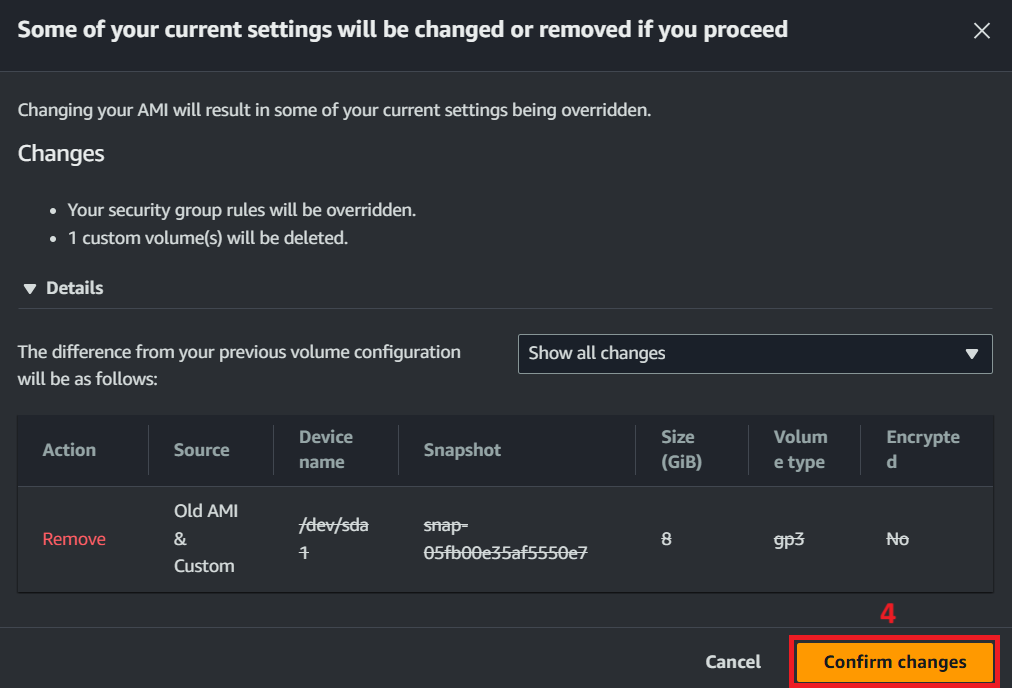 Some of your current settings will be changed or removed if you proceed
Changing your AMI will result in some of your current settings being overridden.
Changes
• Your security group rules will be overridden.
• 1 custom volume(s) will be deleted.
▼ Details
The difference from your previous volume configuration
will be as follows:
Show all changes
Action Source Device name Snapshot Size (GiB) Volum e type Encrypte d
Remove Old AMI & Custom /dev/sda 1 snap- 05fb00e35af5550e7 8 gp3 No
4
Cancel Confirm changes